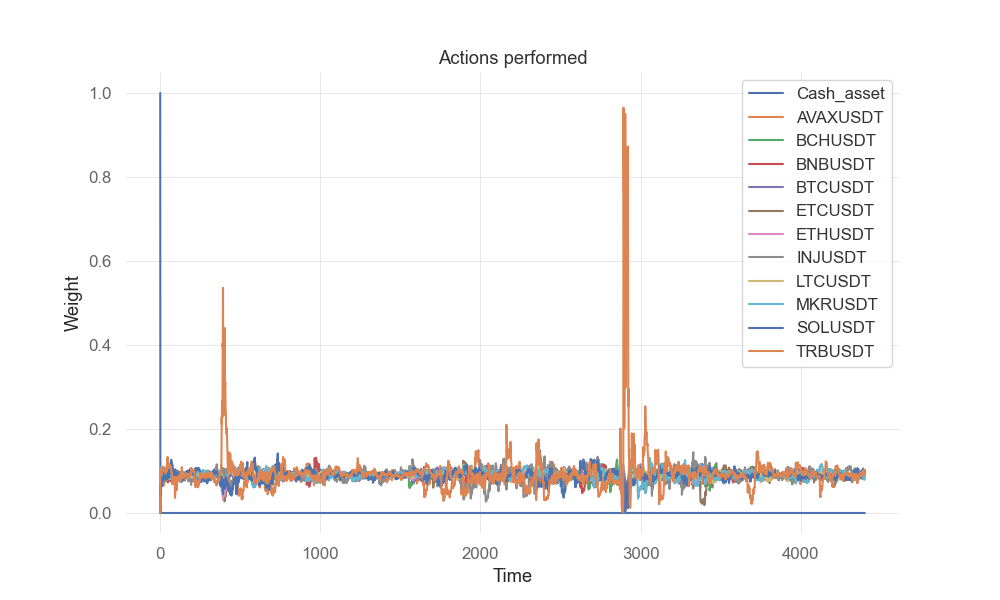 Actions performed
1.0
0.8
0.6
0.4
0.2
0.0
Weight
0
1000
2000
3000
4000
Time
Cash_asset
AVAXUSDT
BCHUSDT
BNBUSDT
BTCUSDT
ETCUSDT
ETHUSDT
INJUSDT
LTCUSDT
MKRUSDT
SOLUSDT
TRBUSDT